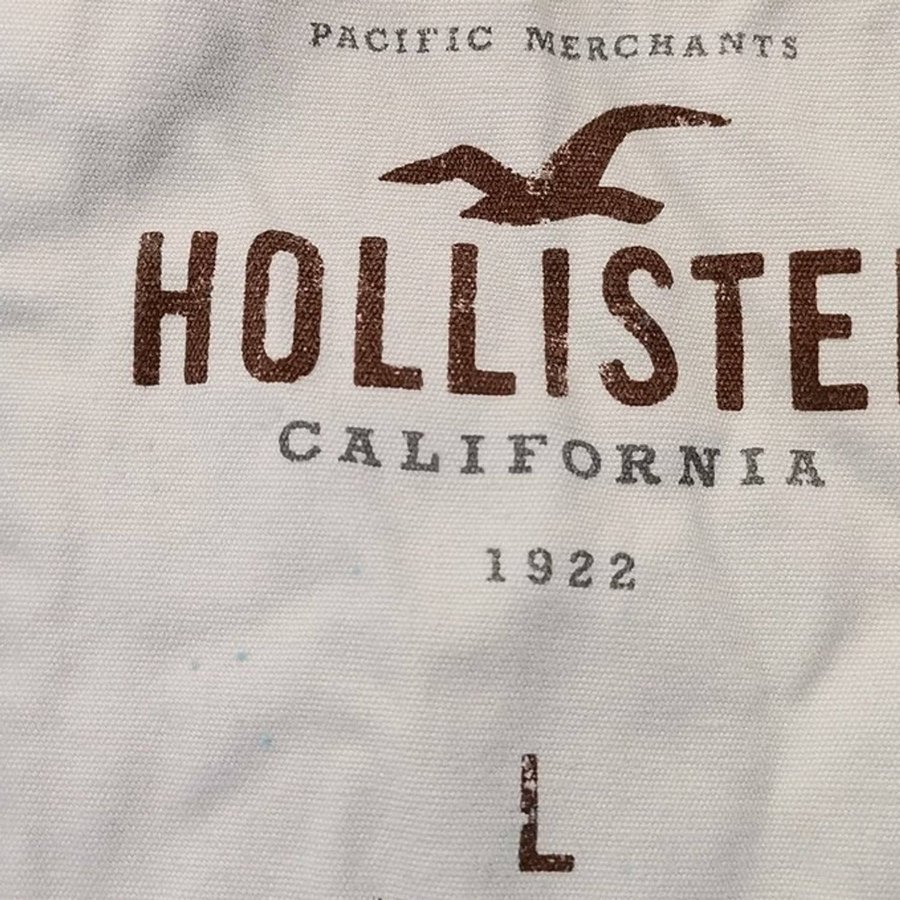 PACIFIC MERCHANTS
HOLLISTE
CALIFORNIA
1922
L